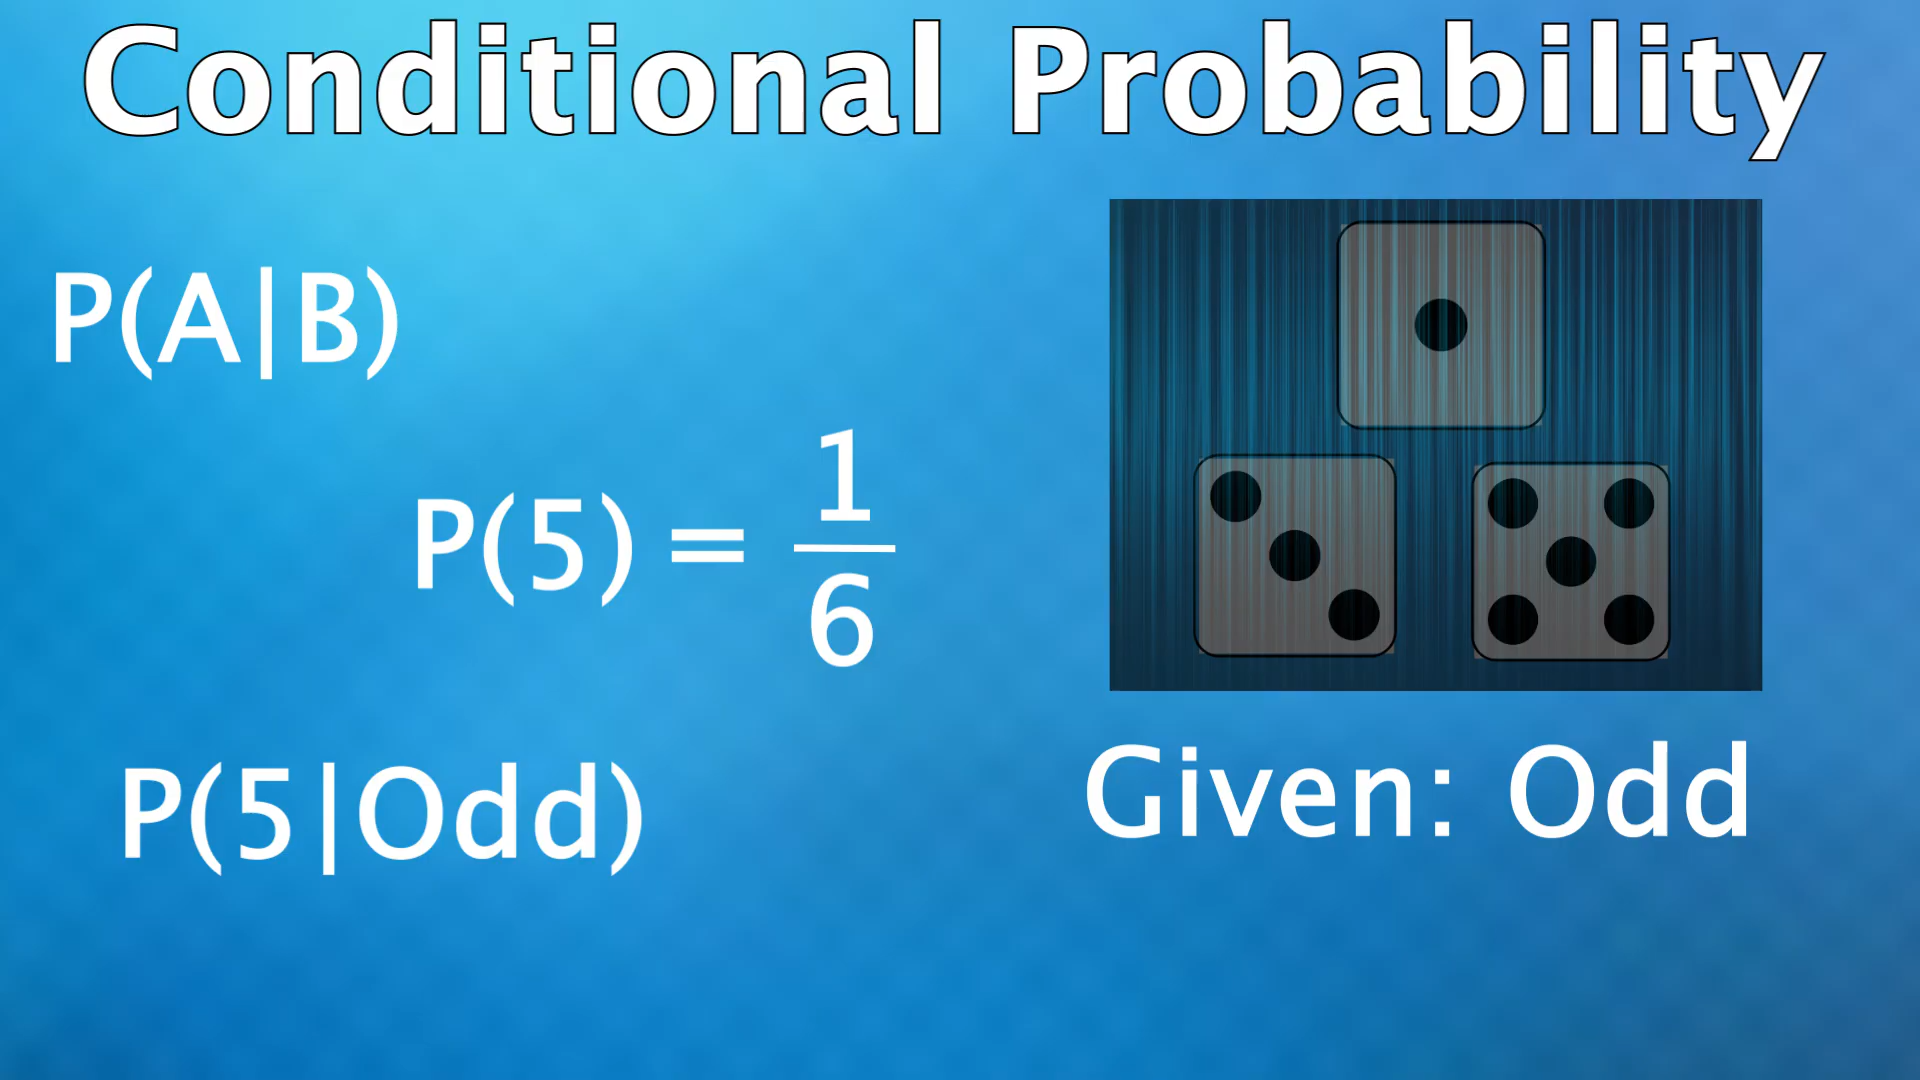 Conditional Probability
P(A|B)
P(5) = 1/6
P(5|Odd)
Given: Odd